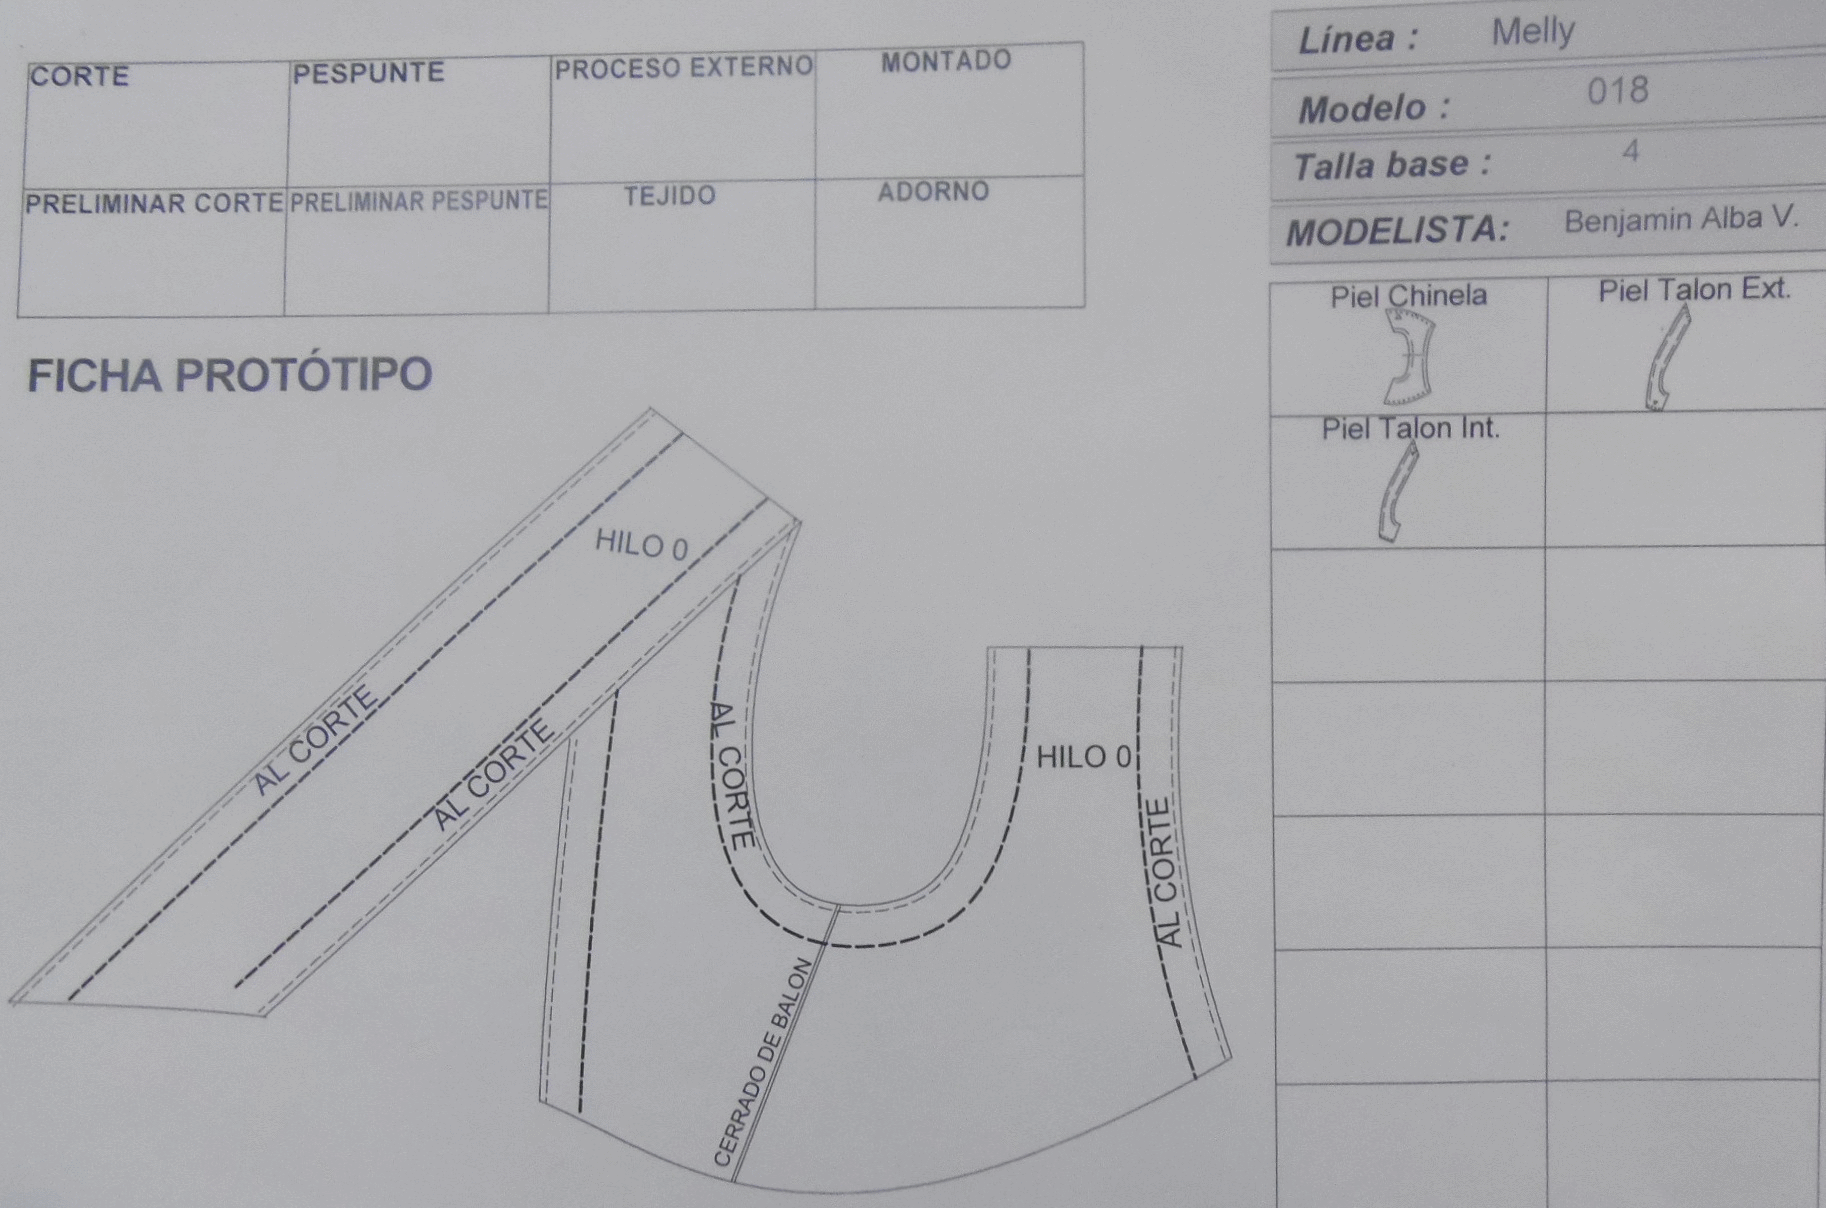 CORTE
PESPUNTE
PROCESO EXTERNO
MONTADO
PRELIMINAR CORTE
PRELIMINAR PESPUNTE
TEJIDO
ADORNO
Línea : Melly
Modelo : 018
Talla base : 4
MODELISTA: Benjamin Alba V.
Piel Chinela
Piel Talon Ext.
Piel Talon Int.
FICHA PROTÓTIPO
HILO 0
AL CORTE
AL CORTE
AL CORTE
HILO 0
AL CORTE
CERRADO DE BALON